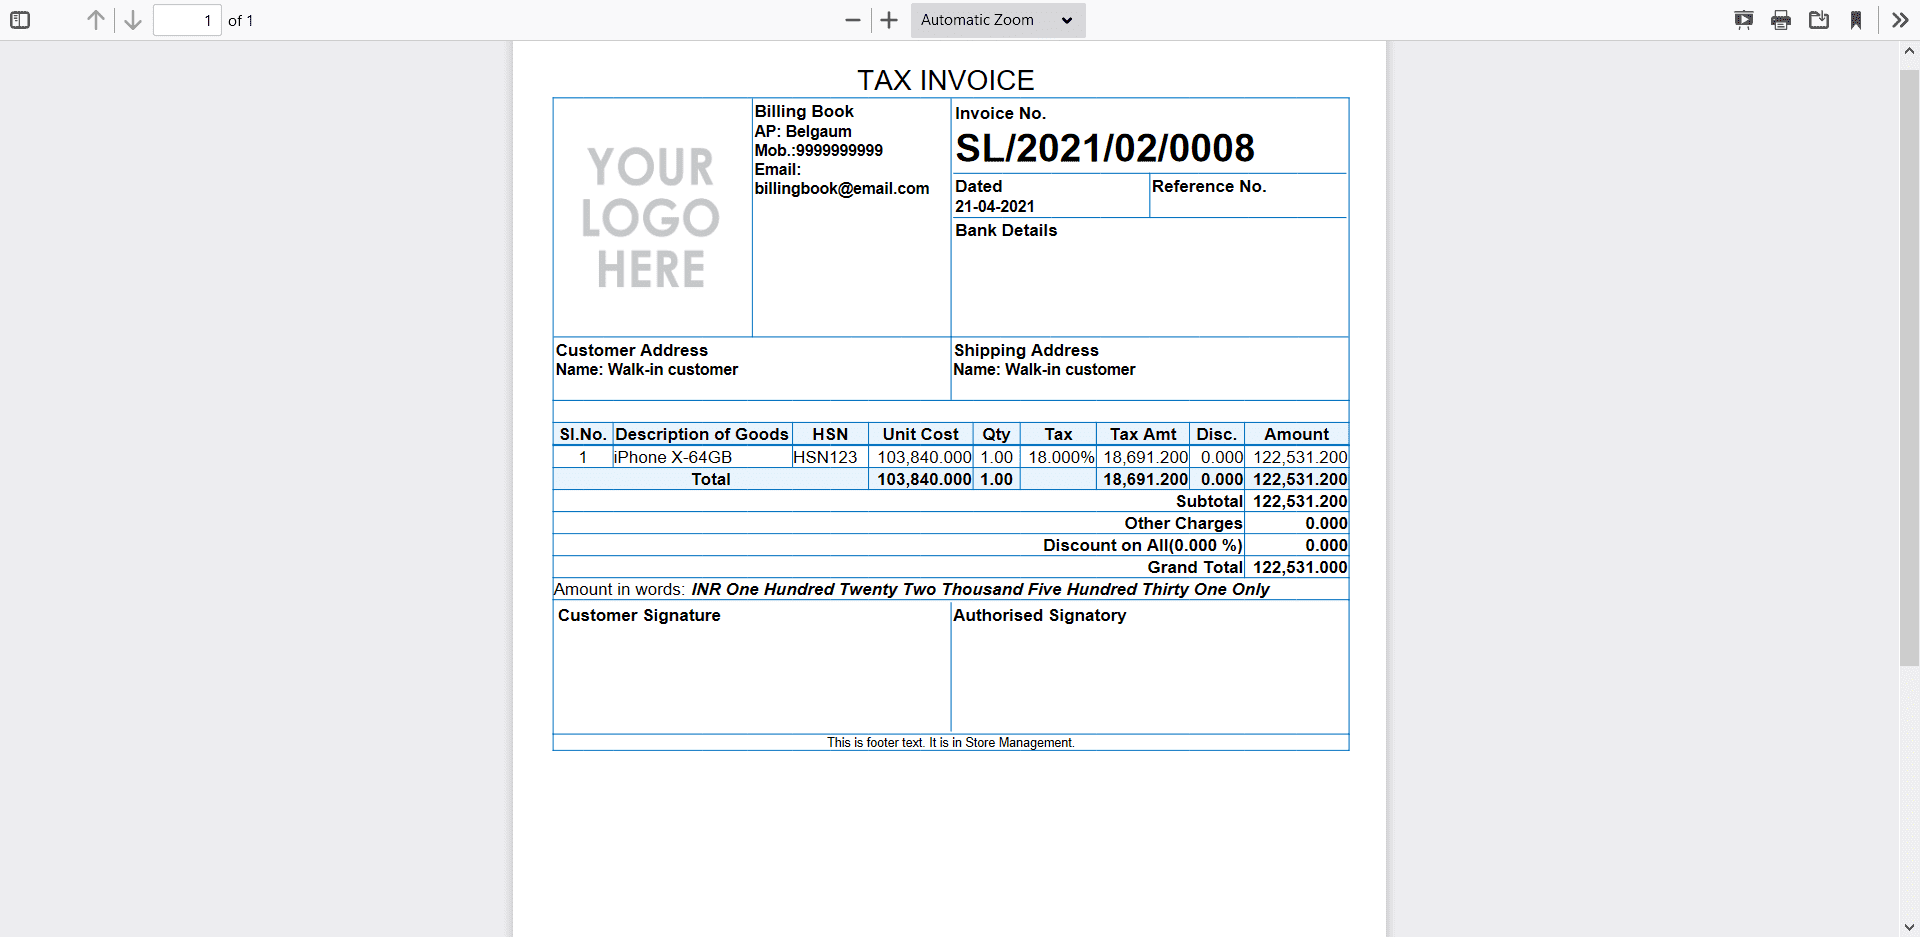 1 of 1 Automatic Zoom
TAX INVOICE
YOUR
LOGO
HERE
Billing Book
AP: Belgaum
Mob.:9999999999
Email:
billingbook@email.com
Invoice No.
SL/2021/02/0008
Dated
21-04-2021
Reference No.
Bank Details
Customer Address
Name: Walk-in customer
Shipping Address
Name: Walk-in customer
Sl.No. Description of Goods HSN Unit Cost Qty Tax Tax Amt Disc. Amount
1 iPhone X-64GB HSN123 103,840.000 1.00 18.000% 18,691.200 0.000 122,531.200
Total 103,840.000 1.00 18,691.200 0.000 122,531.200
Subtotal 122,531.200
Other Charges 0.000
Discount on All(0.000 %) 0.000
Grand Total 122,531.000
Amount in words: INR One Hundred Twenty Two Thousand Five Hundred Thirty One Only
Customer Signature
Authorised Signatory
This is footer text. It is in Store Management.